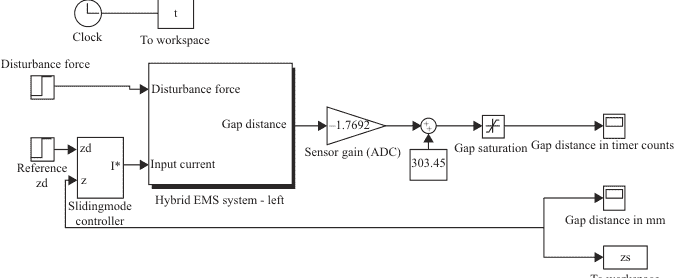 t
Clock
To workspace
Disturbance force
Disturbance force
Gap distance
−1.7692
Sensor gain (ADC)
Gap saturation
Gap distance in timer counts
303.45
Reference
zd
zd
z
I*
Input current
Slidingmode
controller
Hybrid EMS system - left
Gap distance in mm
zs
To workspace